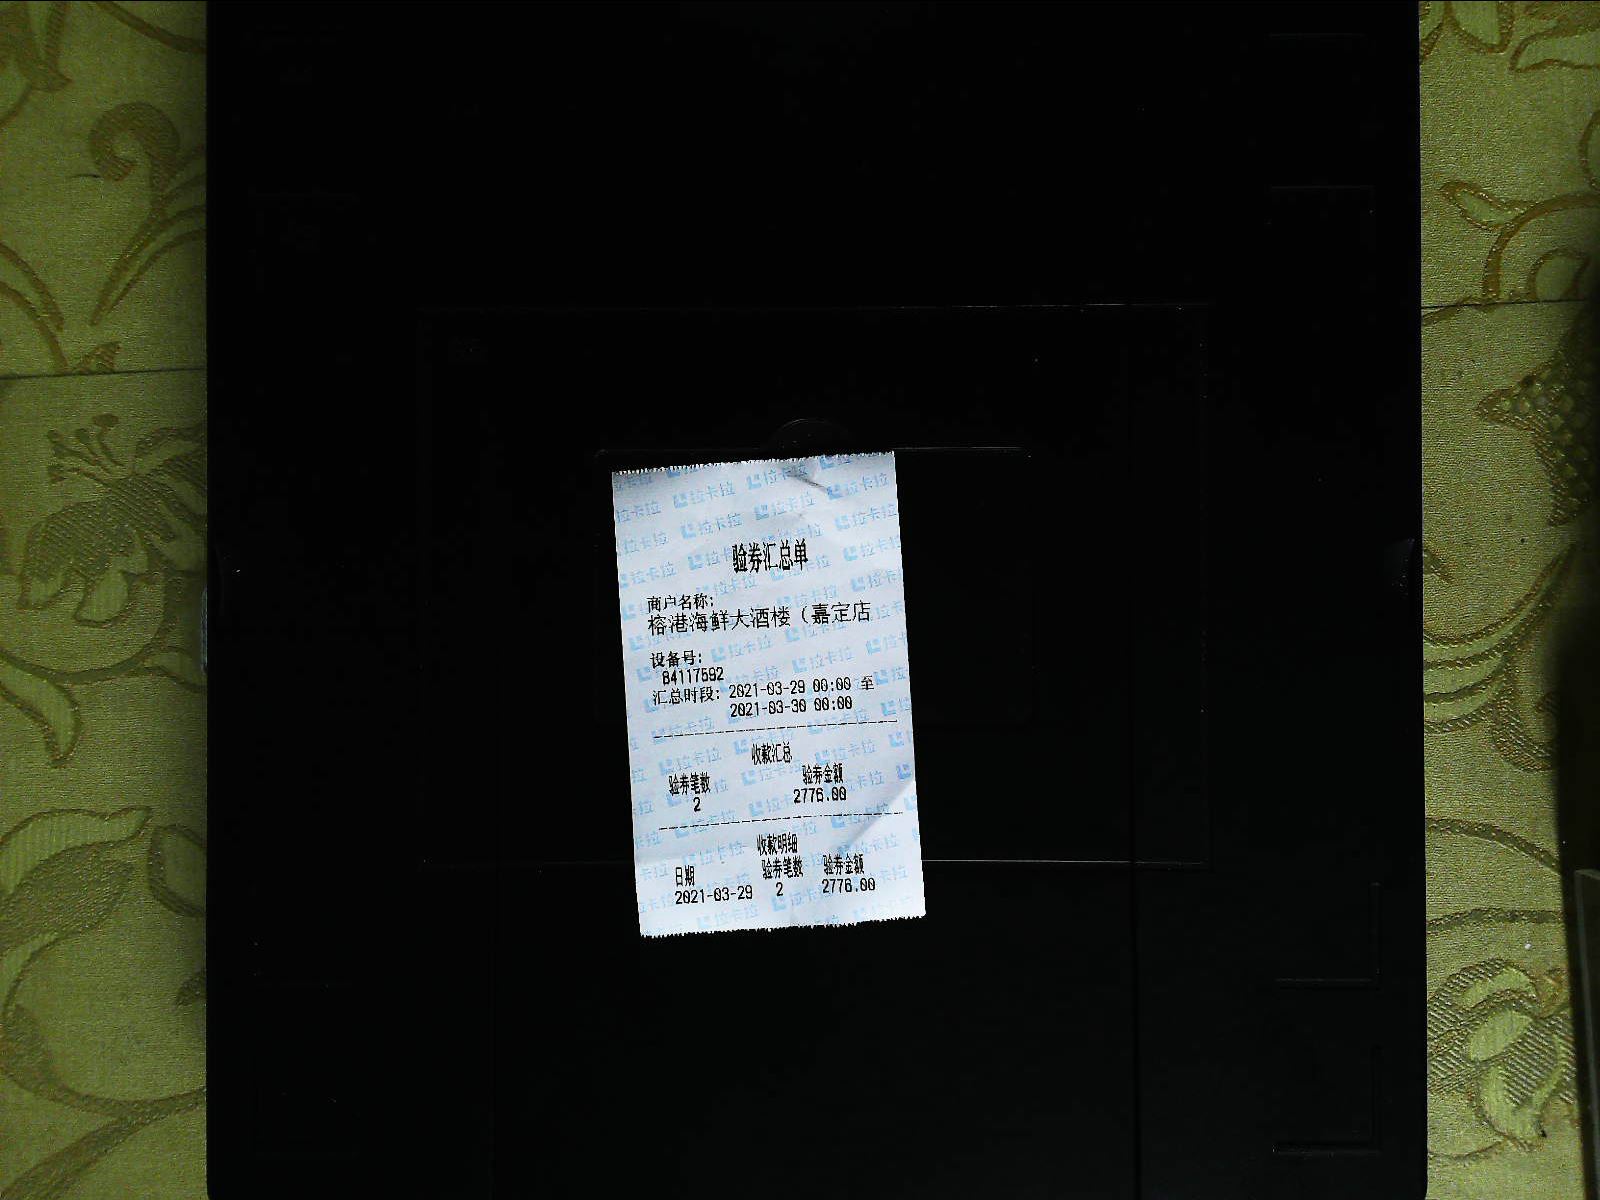 验券汇总单
商户名称:
榕港海鲜大酒楼（嘉定店
设备号:
84117592
汇总时段: 2021-03-29 00:00 至
2021-03-30 00:00
收款汇总
验券笔数 验券金额
2 2776.00
收款明细
日期 验券笔数 验券金额
2021-03-29 2 2776.00
拉卡拉